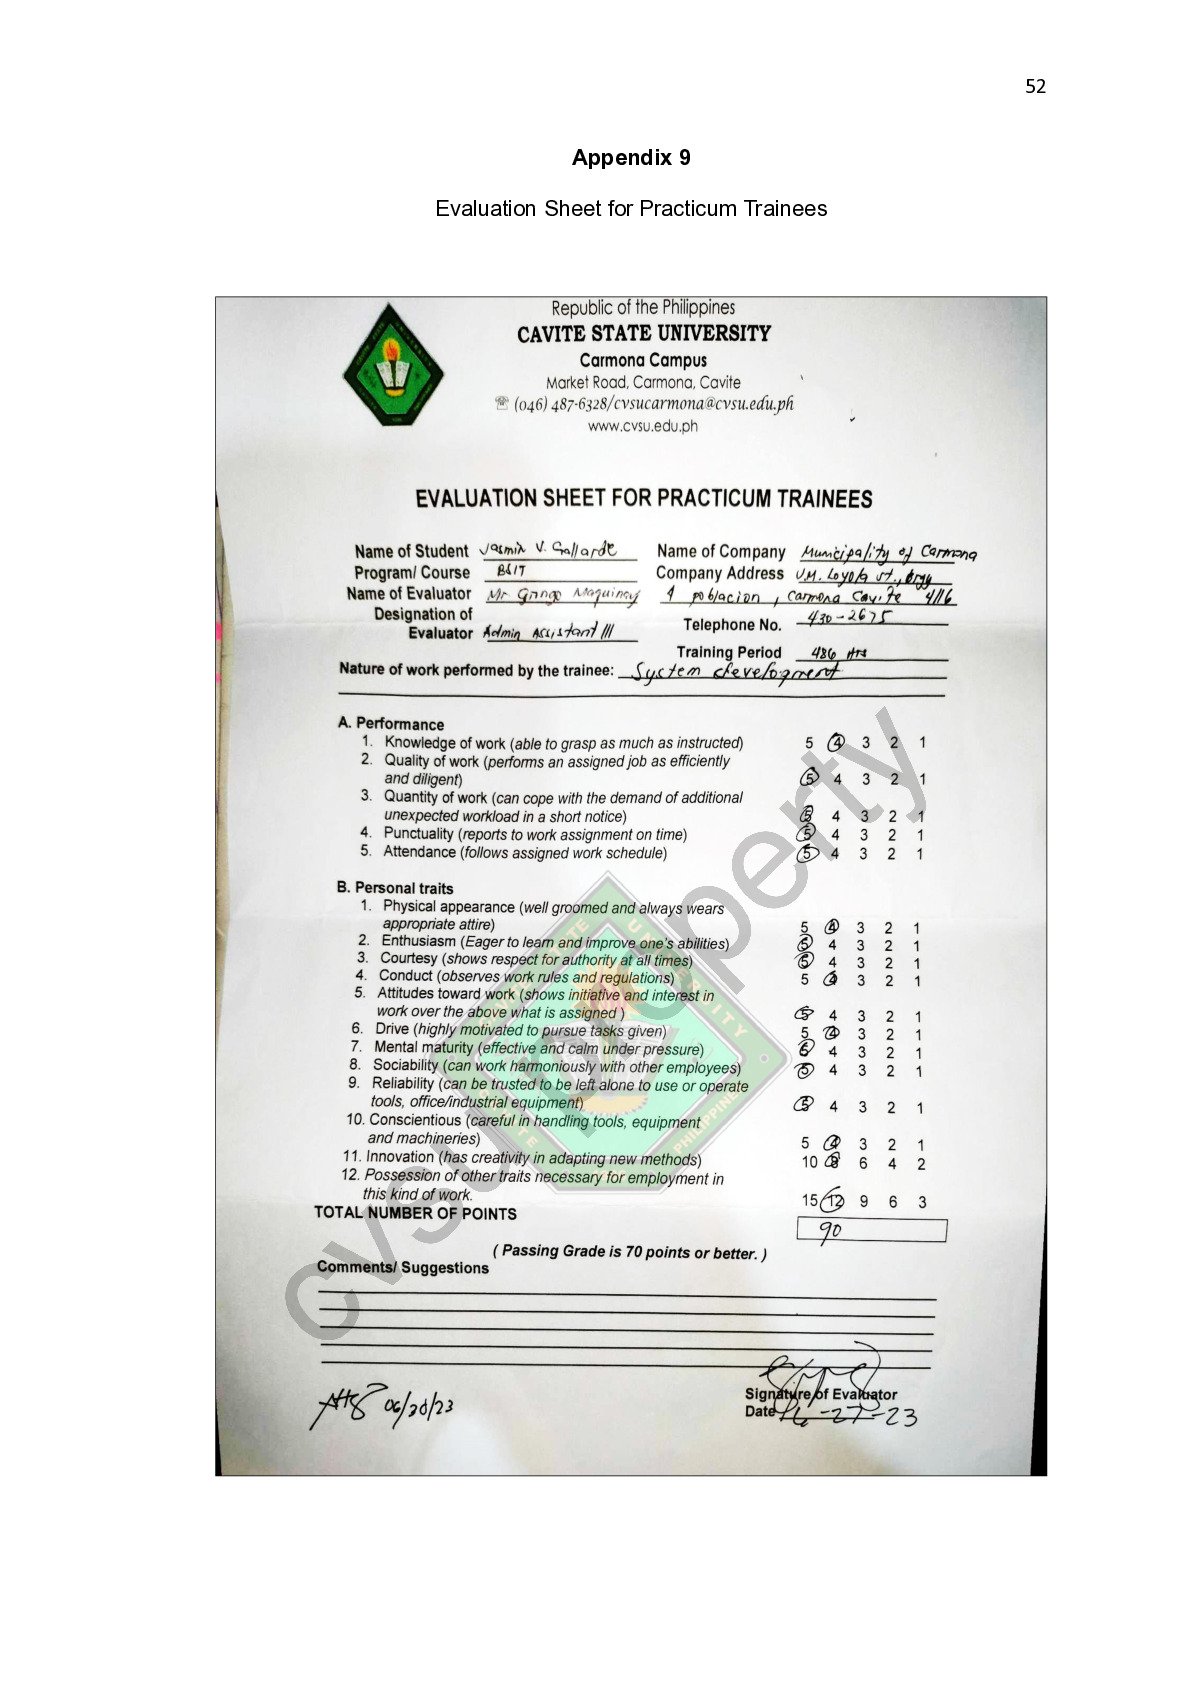 52
Appendix 9
Evaluation Sheet for Practicum Trainees
Republic of the Philippines
CAVITE STATE UNIVERSITY
Carmona Campus
Market Road, Carmona, Cavite
☏ (046) 487-6328/cvsucarmona@cvsu.edu.ph
www.cvsu.edu.ph
EVALUATION SHEET FOR PRACTICUM TRAINEES
Name of Student Jasmin V. Gallarde Name of Company Municipality of Carmona
Program/ Course BSIT Company Address J.M. Loyola st., brgy
Name of Evaluator Mr 4 poblacion, Carmona Cavite 4116
Designation of
Evaluator Admin Assistant III Telephone No. 430-2675
Training Period 486 Hrs
Nature of work performed by the trainee: System development
A. Performance
1. Knowledge of work (able to grasp as much as instructed) 5 4 3 2 1
2. Quality of work (performs an assigned job as efficiently
and diligent) 5 4 3 2 1
3. Quantity of work (can cope with the demand of additional
unexpected workload in a short notice) 5 4 3 2 1
4. Punctuality (reports to work assignment on time) 5 4 3 2 1
5. Attendance (follows assigned work schedule) 5 4 3 2 1
B. Personal traits
1. Physical appearance (well groomed and always wears
appropriate attire) 5 4 3 2 1
2. Enthusiasm (Eager to learn and improve one's abilities) 5 4 3 2 1
3. Courtesy (shows respect for authority at all times) 5 4 3 2 1
4. Conduct (observes work rules and regulations) 5 4 3 2 1
5. Attitudes toward work (shows initiative and interest in
work over the above what is assigned ) 5 4 3 2 1
6. Drive (highly motivated to pursue tasks given) 5 4 3 2 1
7. Mental maturity (effective and calm under pressure) 5 4 3 2 1
8. Sociability (can work harmoniously with other employees) 5 4 3 2 1
9. Reliability (can be trusted to be left alone to use or operate
tools, office/industrial equipment) 5 4 3 2 1
10. Conscientious (careful in handling tools, equipment
and machineries) 5 4 3 2 1
11. Innovation (has creativity in adapting new methods) 10 8 6 4 2
12. Possession of other traits necessary for employment in
this kind of work. 15 12 9 6 3
TOTAL NUMBER OF POINTS 90
( Passing Grade is 70 points or better. )
Comments/ Suggestions
Signature of Evaluator
Date 6-27-23
06/28/23
cvsu property
CAVITE STATE UNIVERSITY
PHILIPPINES